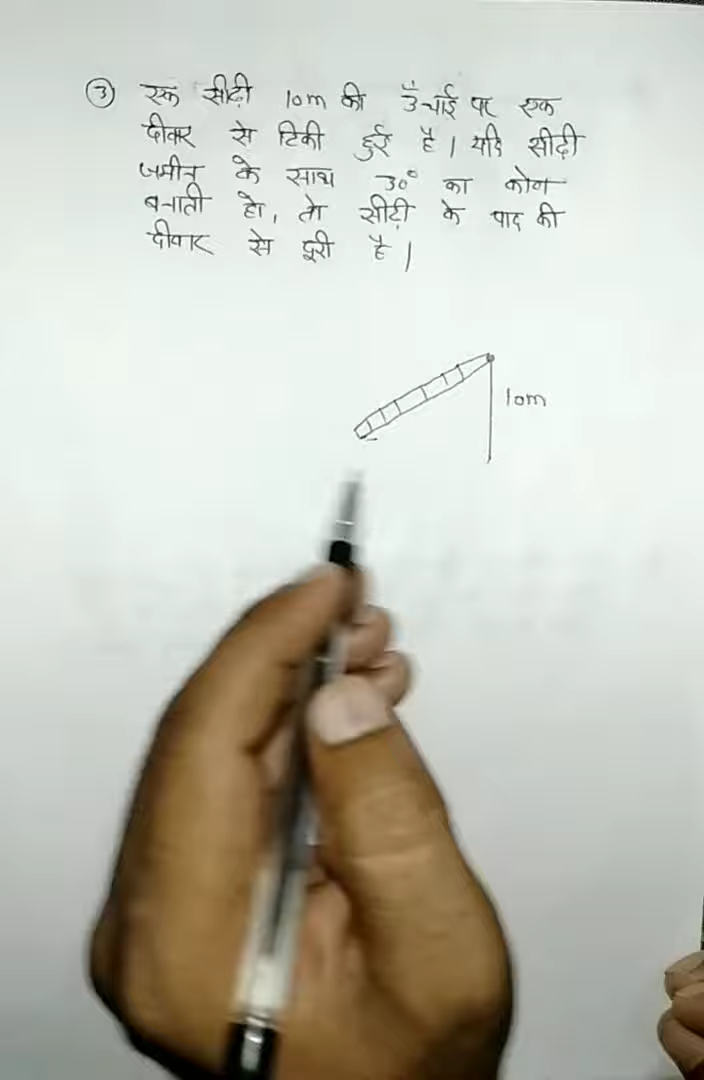 ③ एक सीढ़ी 10m की ऊँचाई पर एक
दीवार से टिकी हुई है। यदि सीढ़ी
जमीन के साथ 30° का कोण
बनाती हो, तो सीढ़ी के पाद की
दीवार से दूरी है।
10m